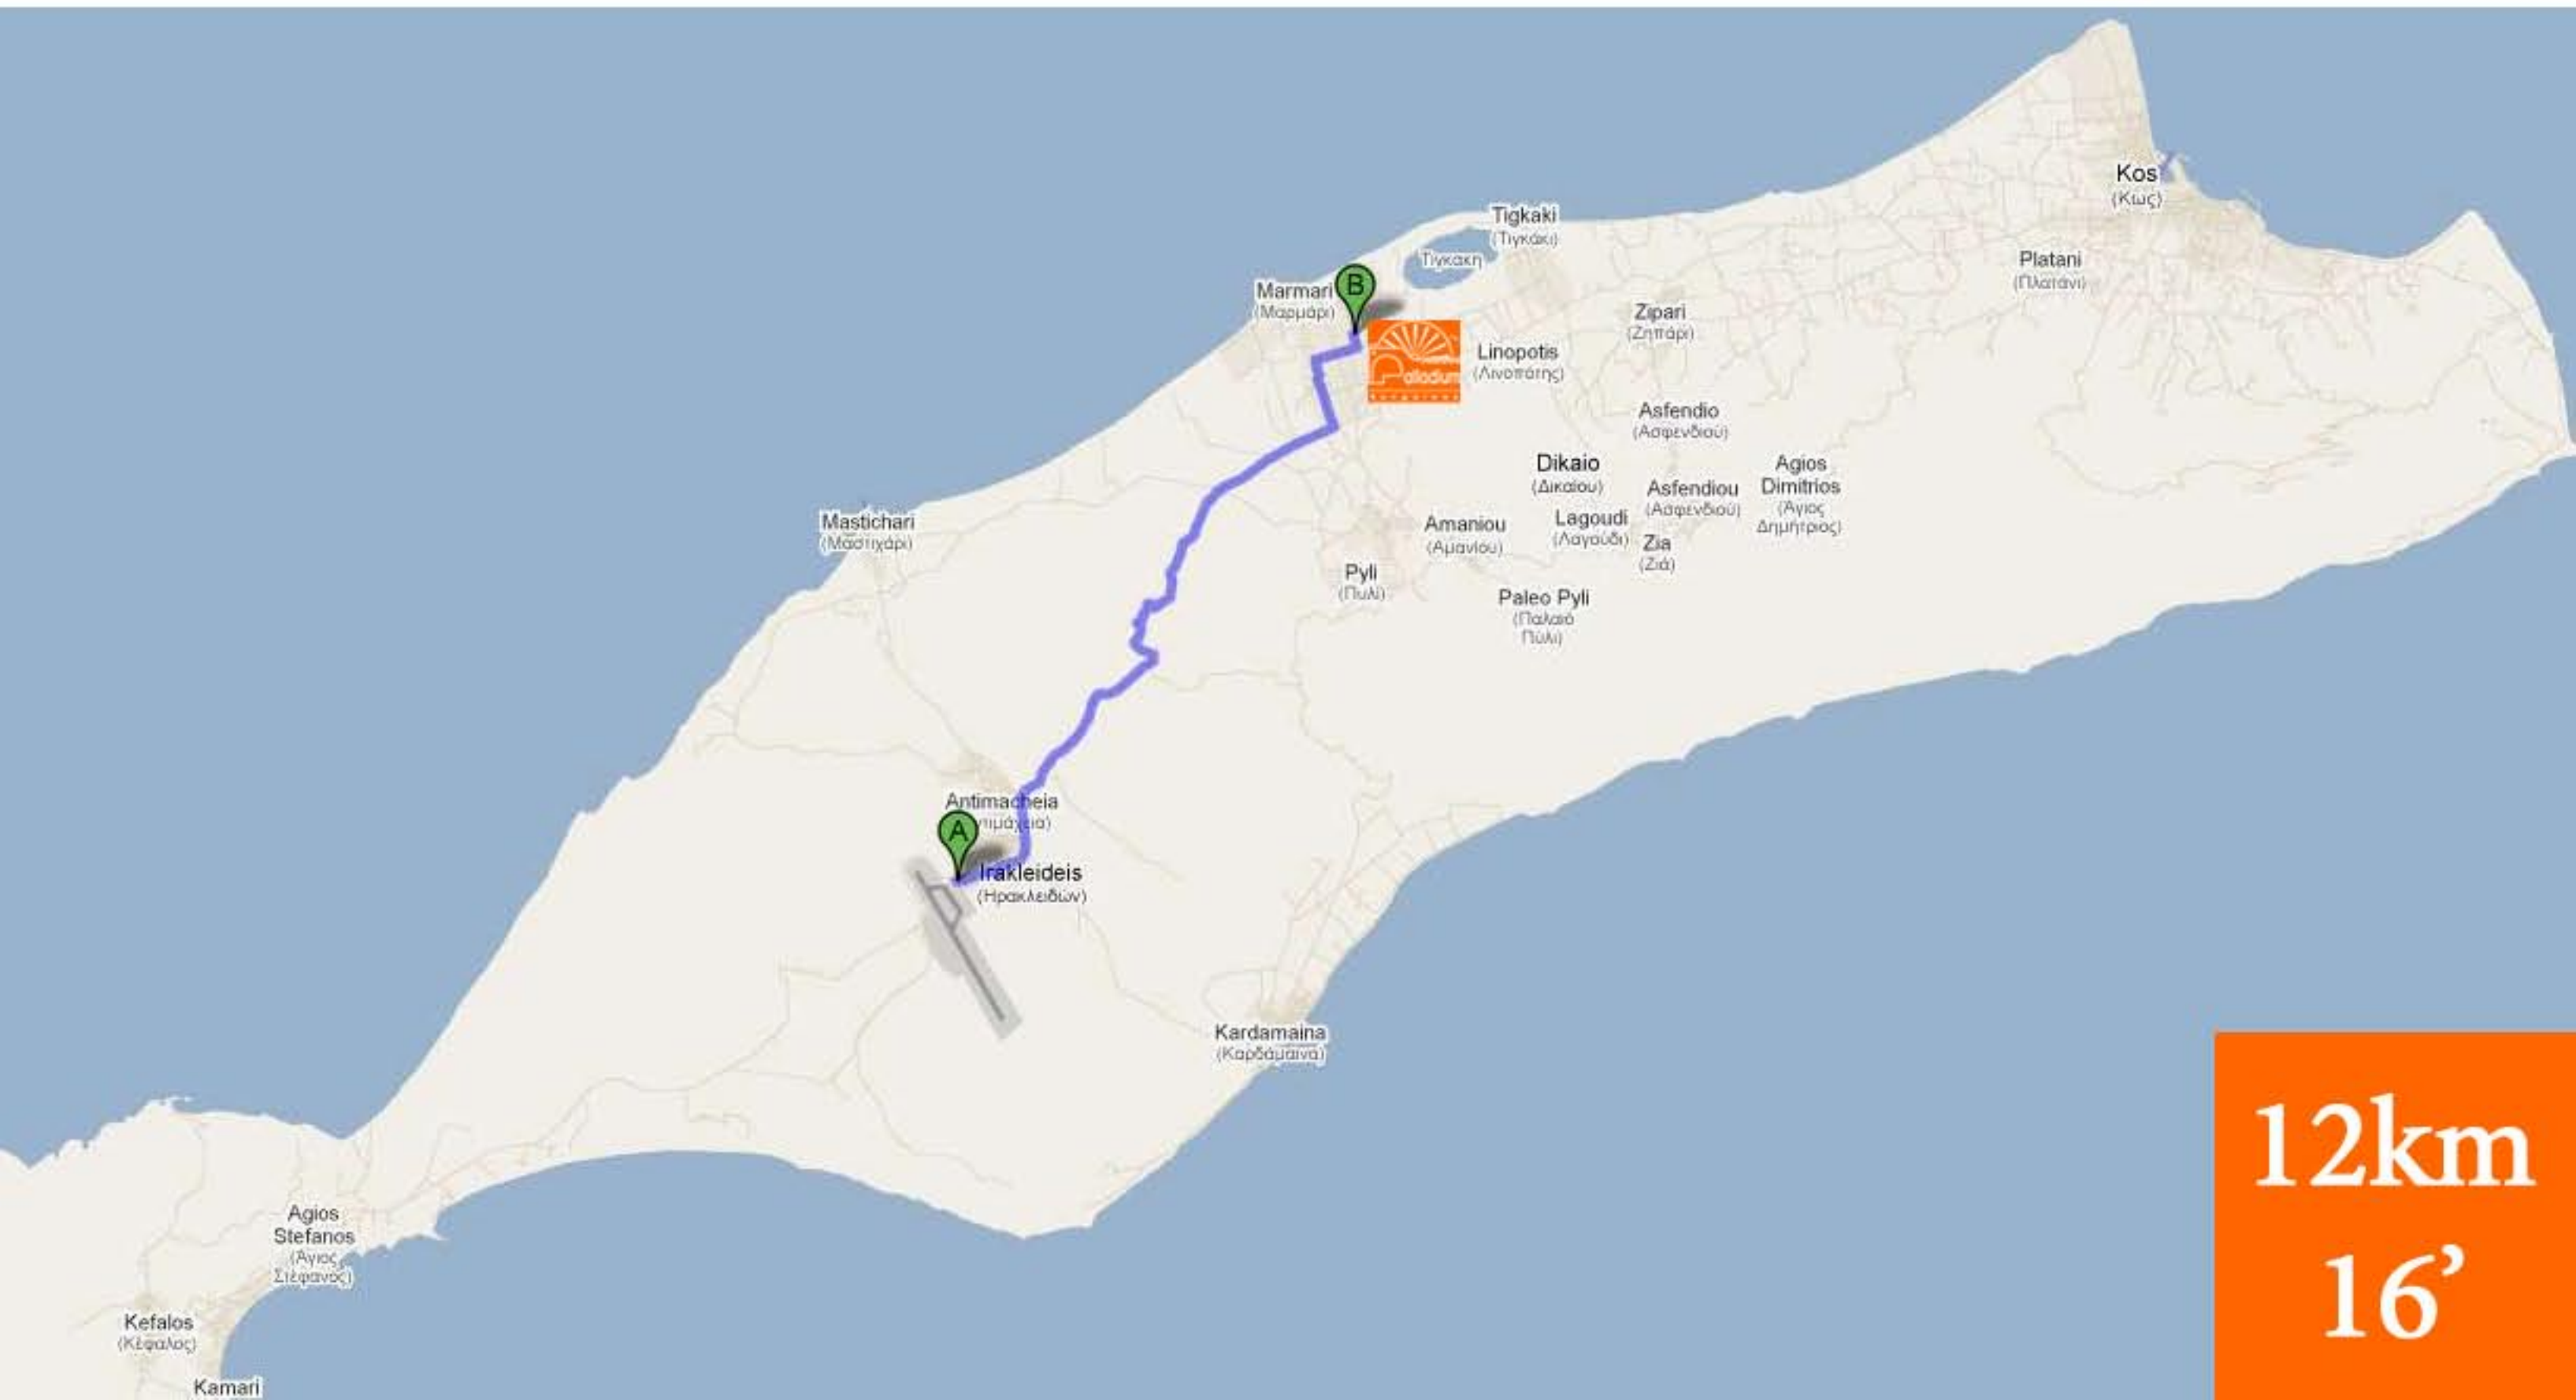 Kos
(Κως)
Tigkaki
(Τιγκάκι)
Τιγκάκη
Platani
(Πλατάνι)
Marmari
(Μαρμάρι)
B
Zipari
(Ζηπάρι)
Linopotis
(Λινοπότης)
Palladium
Asfendio
(Ασφενδιού)
Dikaio
(Δικαίου)
Asfendiou
(Ασφενδιού)
Agios
Dimitrios
(Άγιος
Δημήτριος)
Mastichari
(Μαστιχάρι)
Amaniou
(Αμανίου)
Lagoudi
(Λαγούδι)
Zia
(Ζιά)
Pyli
(Πυλί)
Paleo Pyli
(Παλαιό
Πύλι)
Antimacheia
A
Irakleideis
(Ηρακλειδών)
Kardamaina
(Καρδάμαινα)
12km
16’
Agios
Stefanos
(Άγιος
Στέφανος)
Kefalos
(Κέφαλος)
Kamari